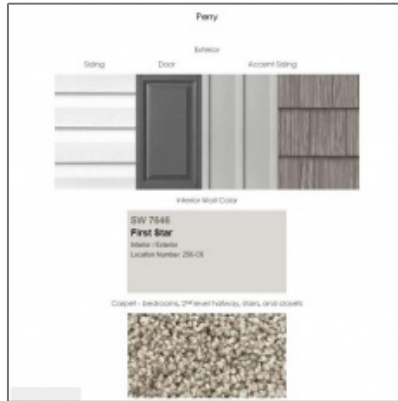 Perry
Exterior
Siding Door Accent Siding
Interior Wall Color
SW 7646
First Star
Interior / Exterior
Location Number: 256-C6
Carpet - bedrooms, 2nd level hallway, stairs, and closets